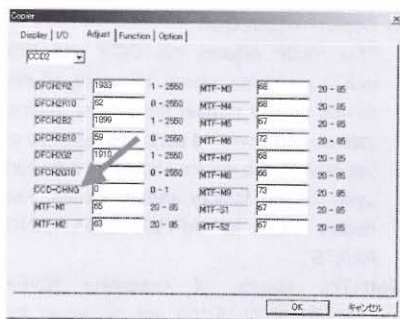 Copier
Display | I/O | Adjust | Function | Option
CCD2
DFCH2R2 1983 1 - 2550
DFCH2R10 62 0 - 2550
DFCH2B2 1899 1 - 2550
DFCH2B10 59 0 - 2550
DFCH2G2 1910 1 - 2550
DFCH2G10 0 - 2550
CCD-CHNG 0 0 - 1
MTF-M1 65 20 - 85
MTF-M2 63 20 - 85
MTF-M3 68 20 - 85
MTF-M4 68 20 - 85
MTF-M5 67 20 - 85
MTF-M6 72 20 - 85
MTF-M7 68 20 - 85
MTF-M8 66 20 - 85
MTF-M9 73 20 - 85
MTF-S1 67 20 - 85
MTF-S2 67 20 - 85
OK
キャンセル